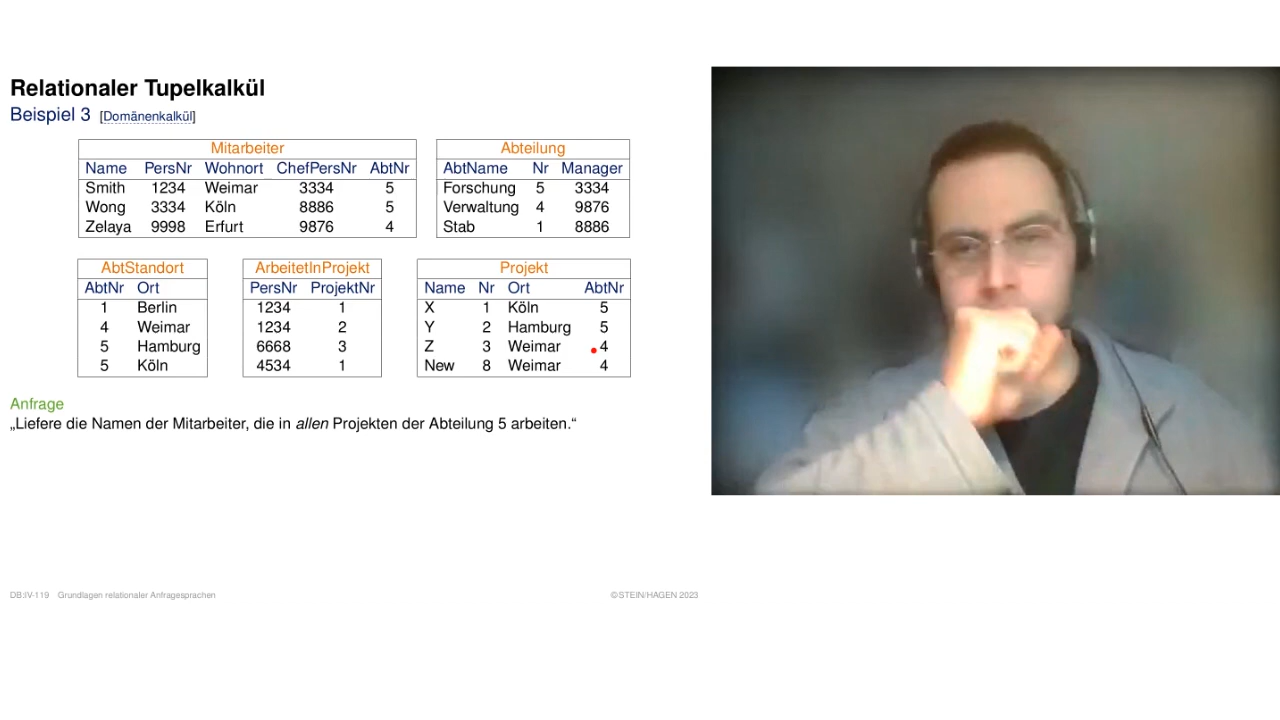 Relationaler Tupelkalkül
Beispiel 3 [Domänenkalkül]
Mitarbeiter
Name PersNr Wohnort ChefPersNr AbtNr
Smith 1234 Weimar 3334 5
Wong 3334 Köln 8886 5
Zelaya 9998 Erfurt 9876 4
Abteilung
AbtName Nr Manager
Forschung 5 3334
Verwaltung 4 9876
Stab 1 8886
AbtStandort
AbtNr Ort
1 Berlin
4 Weimar
5 Hamburg
5 Köln
ArbeitetInProjekt
PersNr ProjektNr
1234 1
1234 2
6668 3
4534 1
Projekt
Name Nr Ort AbtNr
X 1 Köln 5
Y 2 Hamburg 5
Z 3 Weimar 4
New 8 Weimar 4
Anfrage
„Liefere die Namen der Mitarbeiter, die in allen Projekten der Abteilung 5 arbeiten.“
DB:IV-119 Grundlagen relationaler Anfragesprachen
©STEIN/HAGEN 2023